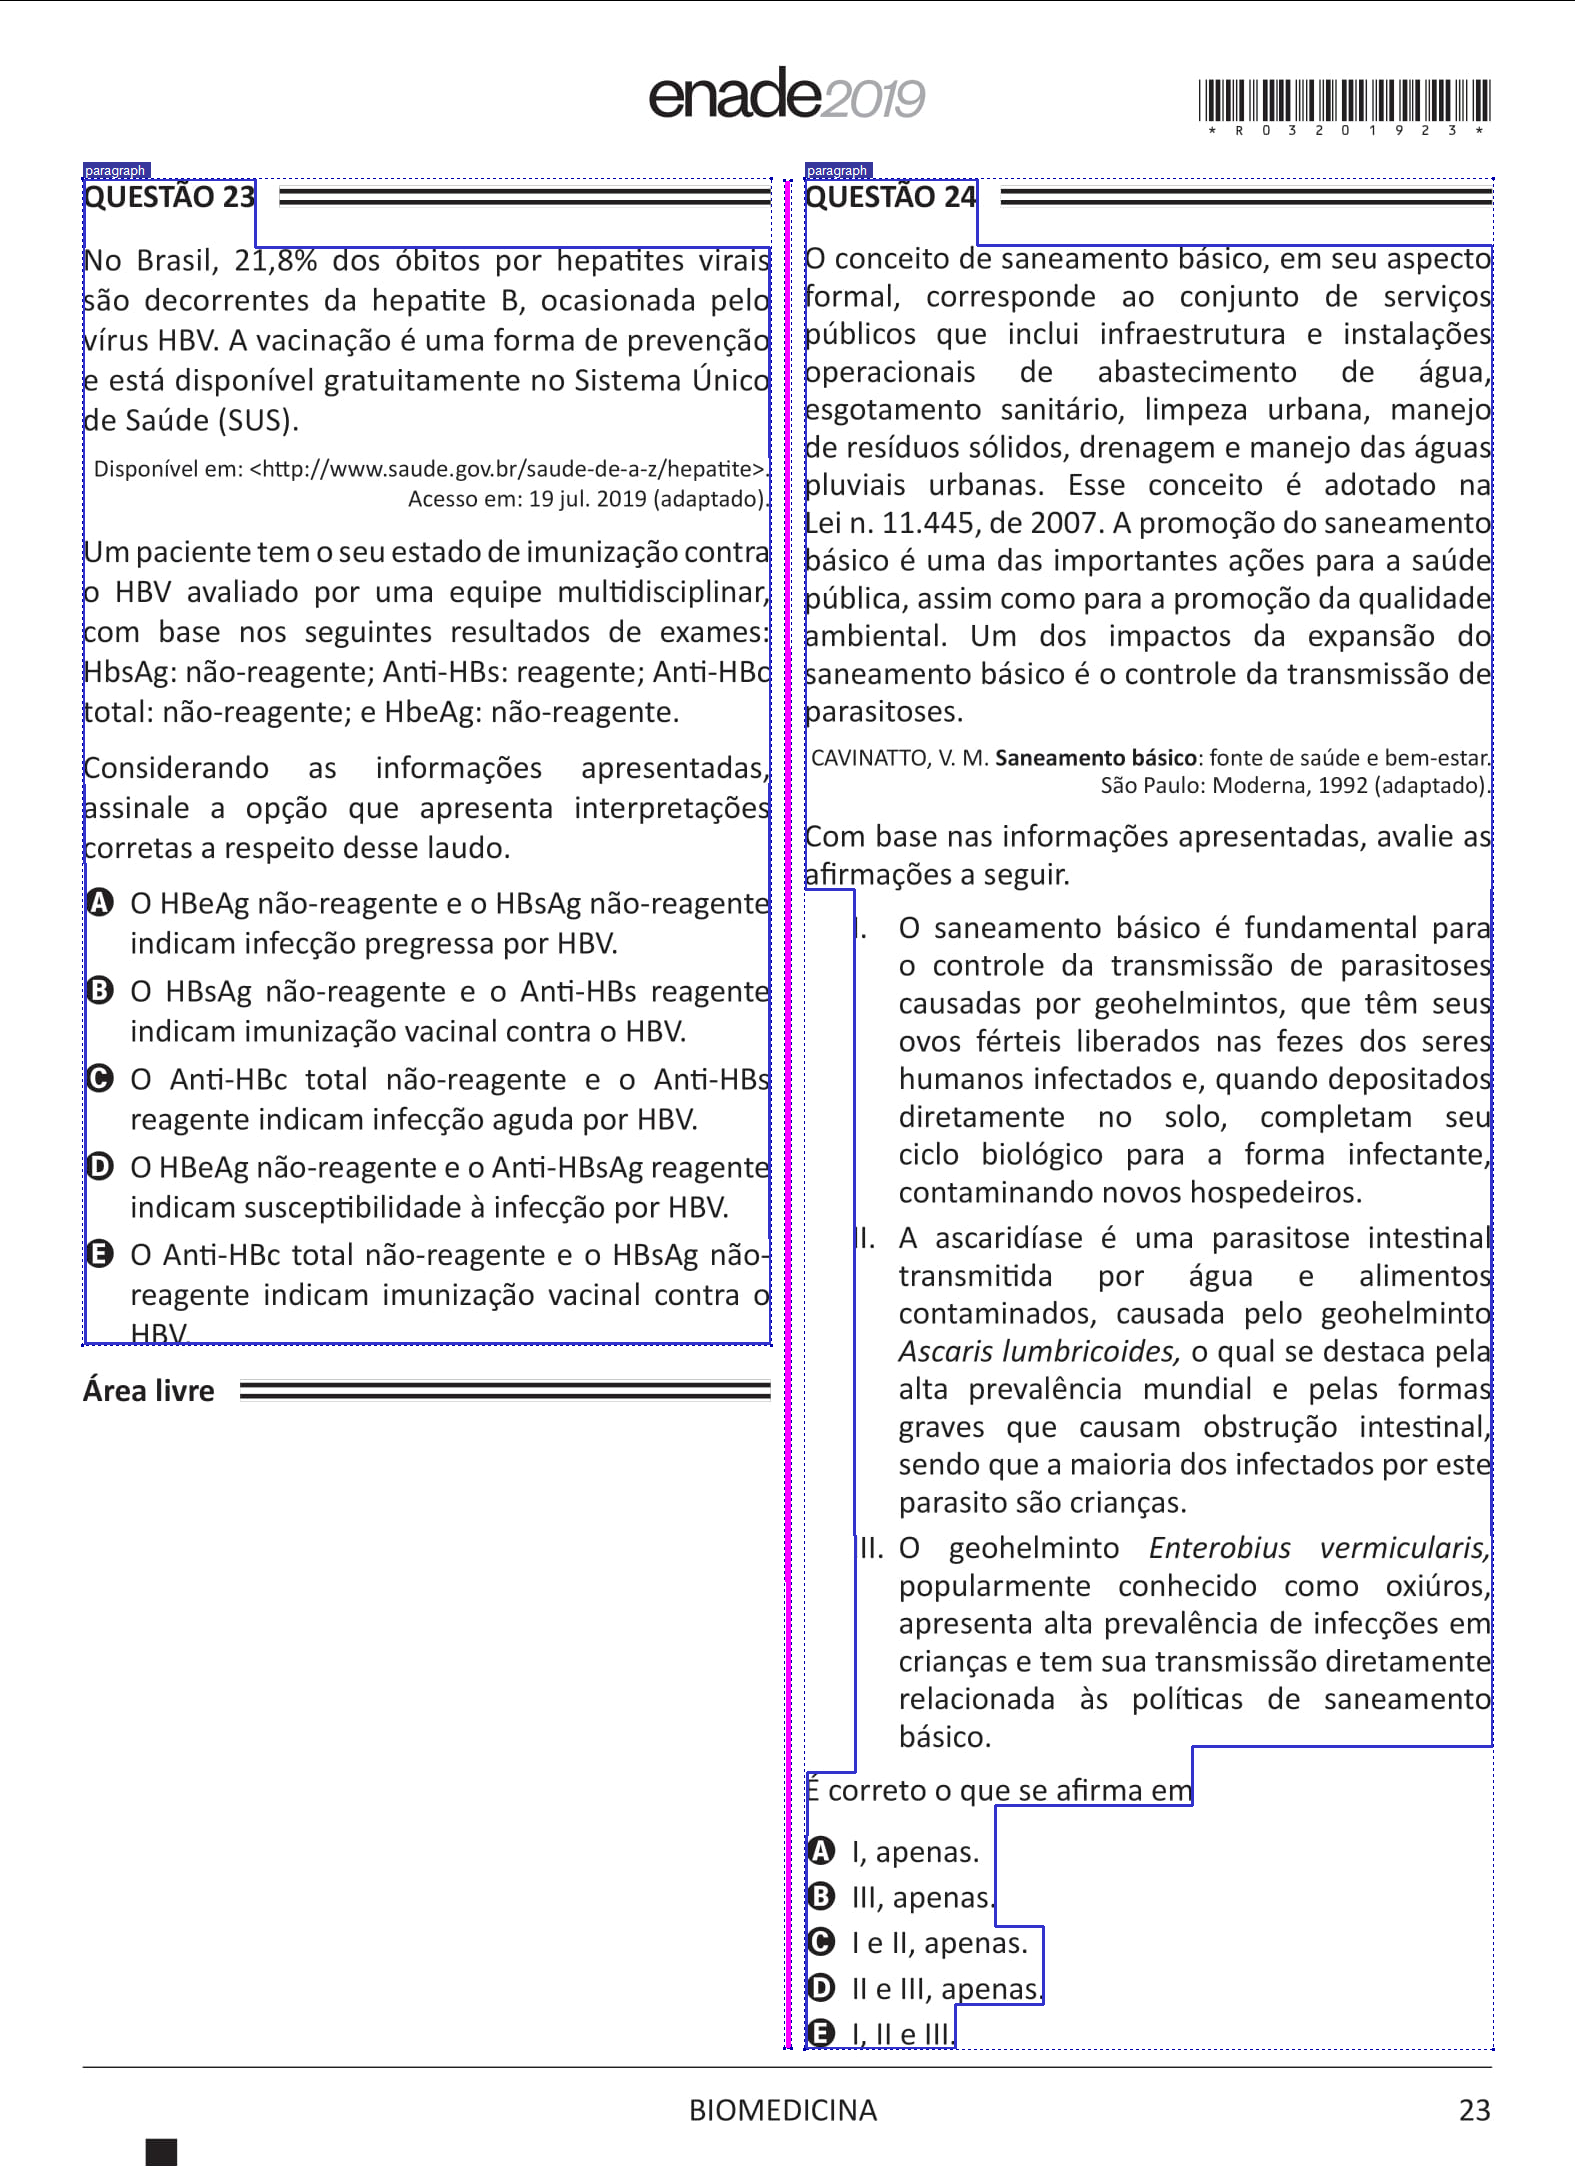 enade2019
*R03201923*
paragraph
QUESTÃO 23
No Brasil, 21,8% dos óbitos por hepatites virais
são decorrentes da hepatite B, ocasionada pelo
vírus HBV. A vacinação é uma forma de prevenção
e está disponível gratuitamente no Sistema Único
de Saúde (SUS).
Disponível em: <http://www.saude.gov.br/saude-de-a-z/hepatite>.
Acesso em: 19 jul. 2019 (adaptado).
Um paciente tem o seu estado de imunização contra
o HBV avaliado por uma equipe multidisciplinar,
com base nos seguintes resultados de exames:
HbsAg: não-reagente; Anti-HBs: reagente; Anti-HBc
total: não-reagente; e HbeAg: não-reagente.
Considerando as informações apresentadas,
assinale a opção que apresenta interpretações
corretas a respeito desse laudo.
A O HBeAg não-reagente e o HBsAg não-reagente
indicam infecção pregressa por HBV.
B O HBsAg não-reagente e o Anti-HBs reagente
indicam imunização vacinal contra o HBV.
C O Anti-HBc total não-reagente e o Anti-HBs
reagente indicam infecção aguda por HBV.
D O HBeAg não-reagente e o Anti-HBsAg reagente
indicam susceptibilidade à infecção por HBV.
E O Anti-HBc total não-reagente e o HBsAg não-
reagente indicam imunização vacinal contra o
HBV.
Área livre
paragraph
QUESTÃO 24
O conceito de saneamento básico, em seu aspecto
formal, corresponde ao conjunto de serviços
públicos que inclui infraestrutura e instalações
operacionais de abastecimento de água,
esgotamento sanitário, limpeza urbana, manejo
de resíduos sólidos, drenagem e manejo das águas
pluviais urbanas. Esse conceito é adotado na
Lei n. 11.445, de 2007. A promoção do saneamento
básico é uma das importantes ações para a saúde
pública, assim como para a promoção da qualidade
ambiental. Um dos impactos da expansão do
saneamento básico é o controle da transmissão de
parasitoses.
CAVINATTO, V. M. Saneamento básico: fonte de saúde e bem-estar.
São Paulo: Moderna, 1992 (adaptado).
Com base nas informações apresentadas, avalie as
afirmações a seguir.
I. O saneamento básico é fundamental para
o controle da transmissão de parasitoses
causadas por geohelmintos, que têm seus
ovos férteis liberados nas fezes dos seres
humanos infectados e, quando depositados
diretamente no solo, completam seu
ciclo biológico para a forma infectante,
contaminando novos hospedeiros.
II. A ascaridíase é uma parasitose intestinal
transmitida por água e alimentos
contaminados, causada pelo geohelminto
Ascaris lumbricoides, o qual se destaca pela
alta prevalência mundial e pelas formas
graves que causam obstrução intestinal,
sendo que a maioria dos infectados por este
parasito são crianças.
III. O geohelminto Enterobius vermicularis,
popularmente conhecido como oxiúros,
apresenta alta prevalência de infecções em
crianças e tem sua transmissão diretamente
relacionada às políticas de saneamento
básico.
É correto o que se afirma em
A I, apenas.
B III, apenas.
C I e II, apenas.
D II e III, apenas.
E I, II e III.
BIOMEDICINA
23